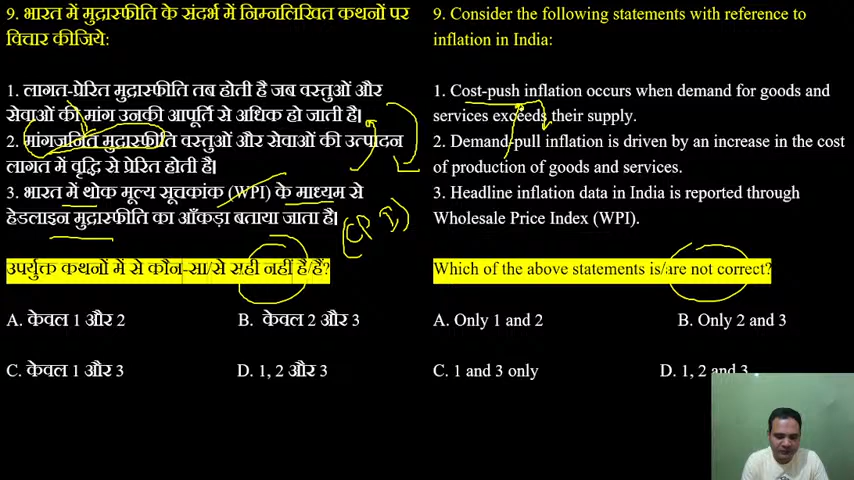 9. भारत में मुद्रास्फीति के संदर्भ में निम्नलिखित कथनों पर
विचार कीजिये:
1. लागत-प्रेरित मुद्रास्फीति तब होती है जब वस्तुओं और
सेवाओं की मांग उनकी आपूर्ति से अधिक हो जाती है|
2. मांगजनित मुद्रास्फीति वस्तुओं और सेवाओं की उत्पादन
लागत में वृद्धि से प्रेरित होती है|
3. भारत में थोक मूल्य सूचकांक (WPI) के माध्यम से
हेडलाइन मुद्रास्फीति का आँकड़ा बताया जाता है|
(CPI)
उपर्युक्त कथनों में से कौन-सा/से सही नहीं है/हैं?
A. केवल 1 और 2
B. केवल 2 और 3
C. केवल 1 और 3
D. 1, 2 और 3
9. Consider the following statements with reference to
inflation in India:
1. Cost-push inflation occurs when demand for goods and
services exceeds their supply.
2. Demand-pull inflation is driven by an increase in the cost
of production of goods and services.
3. Headline inflation data in India is reported through
Wholesale Price Index (WPI).
Which of the above statements is/are not correct?
A. Only 1 and 2
B. Only 2 and 3
C. 1 and 3 only
D. 1, 2 and 3